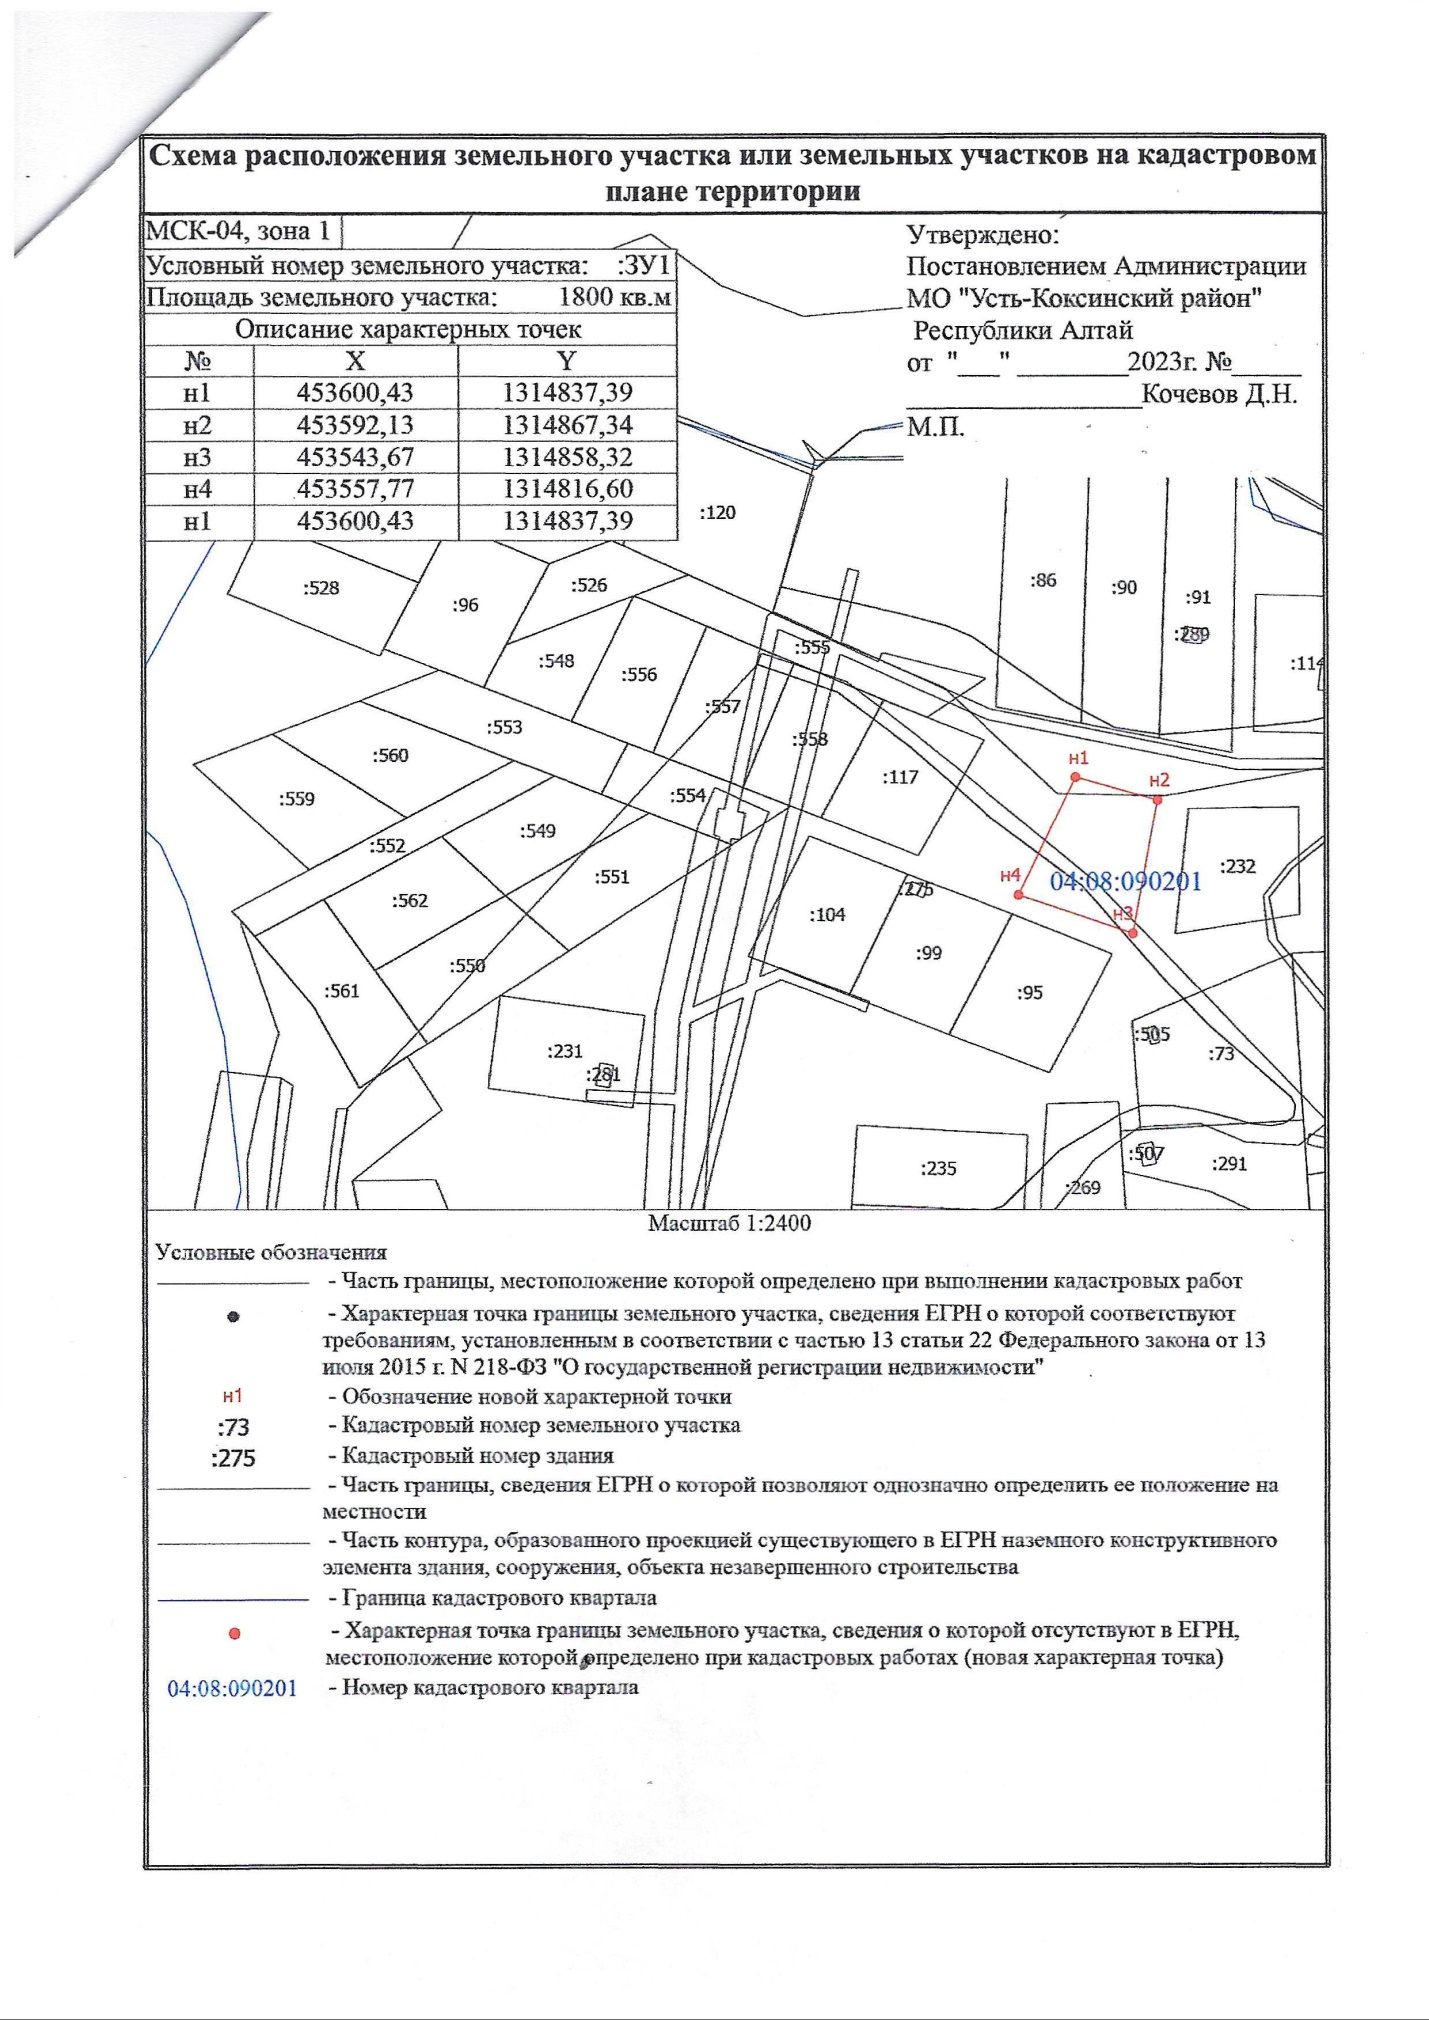 Схема расположения земельного участка или земельных участков на кадастровом
плане территории
МСК-04, зона 1
Условный номер земельного участка: :ЗУ1
Площадь земельного участка: 1800 кв.м
Описание характерных точек
№ X Y
н1 453600,43 1314837,39
н2 453592,13 1314867,34
н3 453543,67 1314858,32
н4 453557,77 1314816,60
н1 453600,43 1314837,39
Утверждено:
Постановлением Администрации
МО "Усть-Коксинский район"
Республики Алтай
от "___" ________2023г. №_____
_________________Кочевов Д.Н.
М.П.
:120
:528
:96
:526
:86
:90
:91
:289
:114
:548
:556
:555
:557
:553
:558
:560
:117
н1
н2
:559
:554
:552
:549
:551
:562
:275
:232
н4
04:08:090201
:104
н3
:99
:550
:561
:95
:231
:281
:505
:73
:507
:235
:291
:269
Масштаб 1:2400
Условные обозначения
- Часть границы, местоположение которой определено при выполнении кадастровых работ
- Характерная точка границы земельного участка, сведения ЕГРН о которой соответствуют
требованиям, установленным в соответствии с частью 13 статьи 22 Федерального закона от 13
июля 2015 г. N 218-ФЗ "О государственной регистрации недвижимости"
н1 - Обозначение новой характерной точки
:73 - Кадастровый номер земельного участка
:275 - Кадастровый номер здания
- Часть границы, сведения ЕГРН о которой позволяют однозначно определить ее положение на
местности
- Часть контура, образованного проекцией существующего в ЕГРН наземного конструктивного
элемента здания, сооружения, объекта незавершенного строительства
- Граница кадастрового квартала
- Характерная точка границы земельного участка, сведения о которой отсутствуют в ЕГРН,
местоположение которой определено при кадастровых работах (новая характерная точка)
04:08:090201 - Номер кадастрового квартала